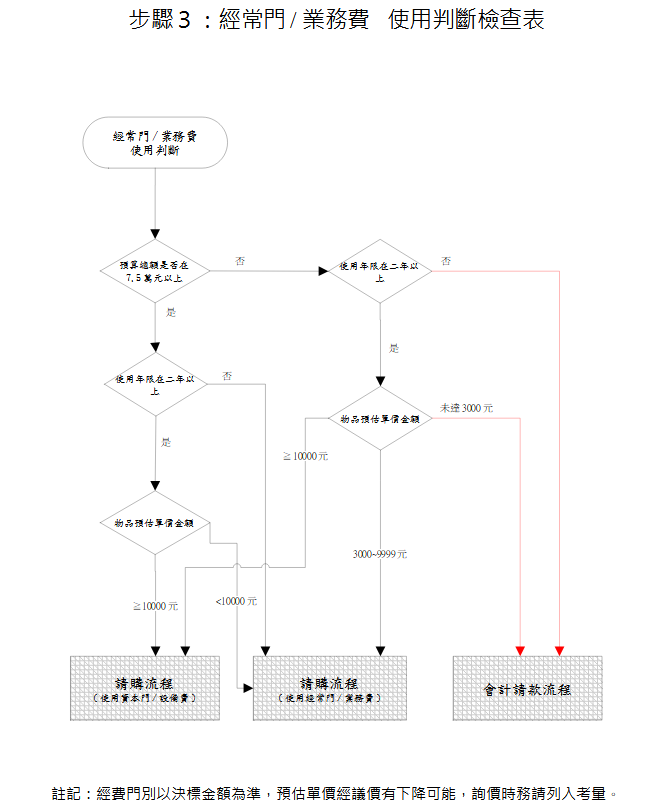 步驟3：經常門/業務費 使用判斷檢查表
經常門/業務費
使用判斷
預算總額是否在
7.5萬元以上
否
使用年限在二年以
上
否
是
是
使用年限在二年以
上
否
物品預估單價金額
未達3000元
是
≧10000元
物品預估單價金額
3000~9999元
≧10000元
<10000元
請購流程
（使用資本門/設備費）
請購流程
（使用經常門/業務費）
會計請款流程
註記：經費門別以決標金額為準，預估單價經議價有下降可能，詢價時務請列入考量。